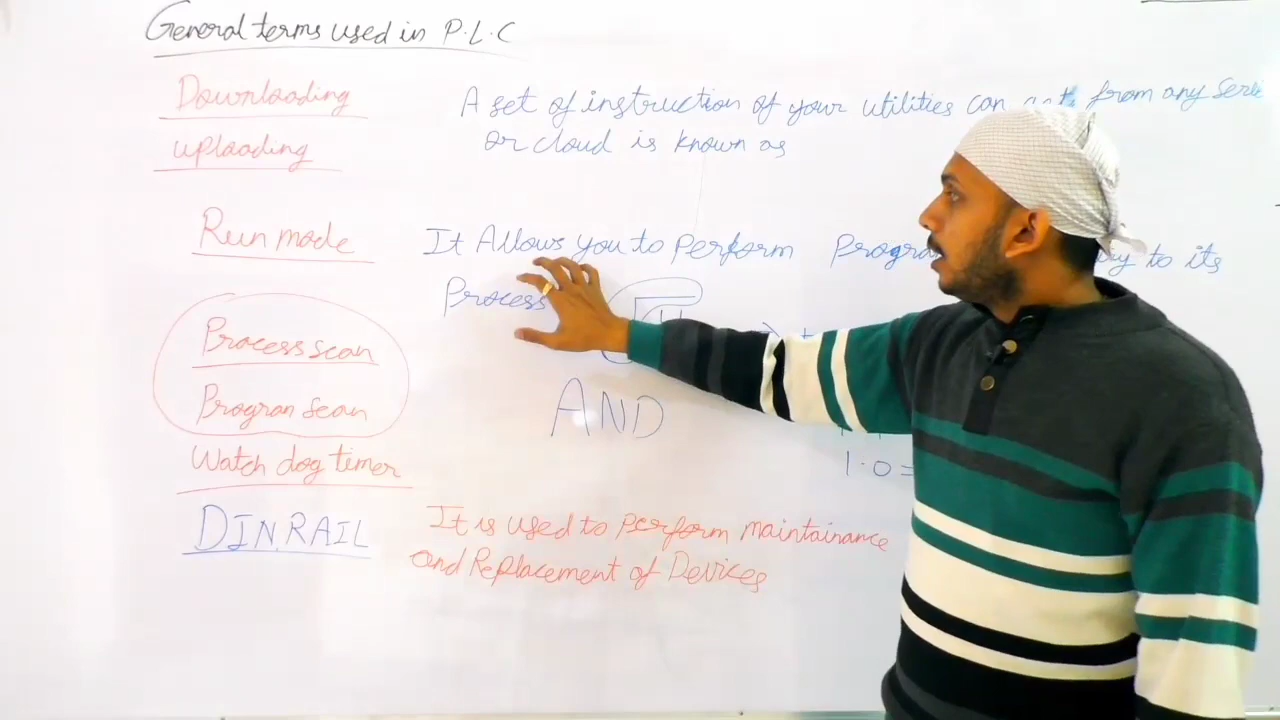 General terms used in P.L.C
Downloading
uploading
A set of instruction of your utilities can from any
or cloud is known as
Run mode
It Allows you to perform to its
Process
Process scan
Progran Scan
AND
1.0=
Watch dog timer
DIN RAIL
It is used to perform maintainance
and Replacement of Devices